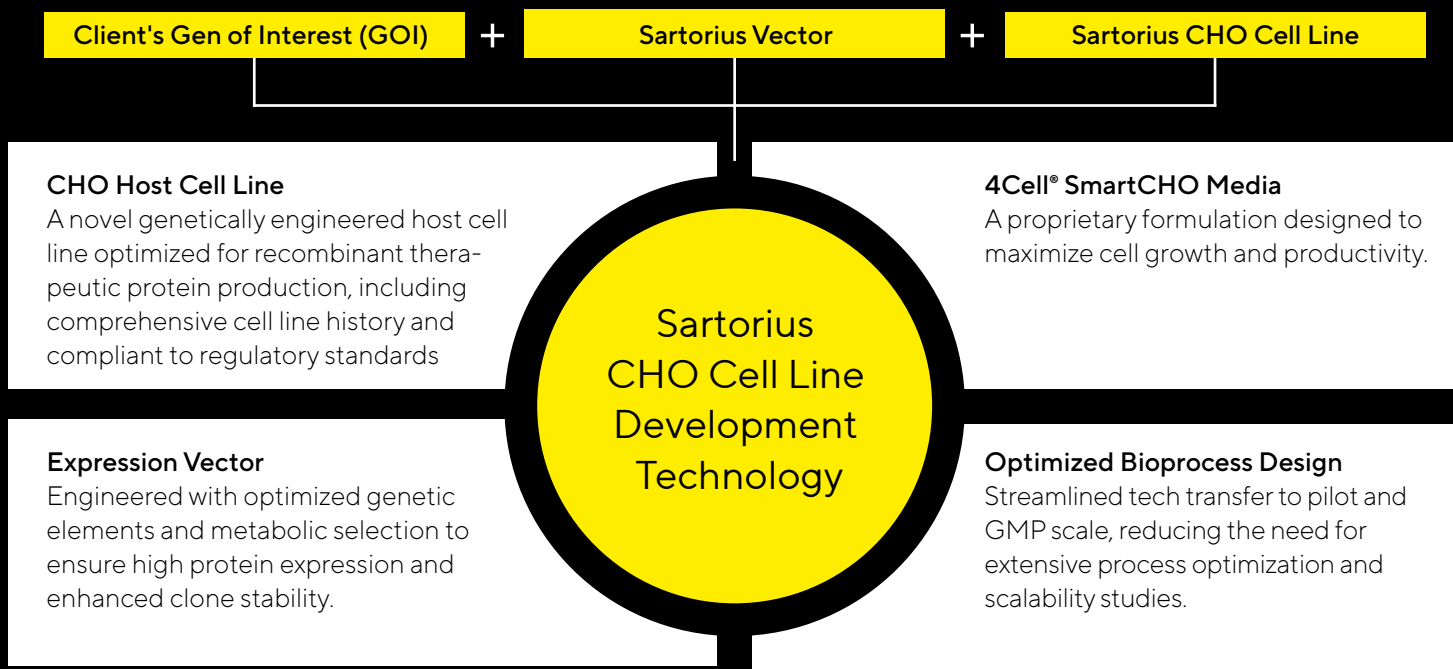 Client's Gen of Interest (GOI) + Sartorius Vector + Sartorius CHO Cell Line
CHO Host Cell Line
A novel genetically engineered host cell
line optimized for recombinant thera-
peutic protein production, including
comprehensive cell line history and
compliant to regulatory standards
4Cell® SmartCHO Media
A proprietary formulation designed to
maximize cell growth and productivity.
Sartorius
CHO Cell Line
Development
Technology
Expression Vector
Engineered with optimized genetic
elements and metabolic selection to
ensure high protein expression and
enhanced clone stability.
Optimized Bioprocess Design
Streamlined tech transfer to pilot and
GMP scale, reducing the need for
extensive process optimization and
scalability studies.